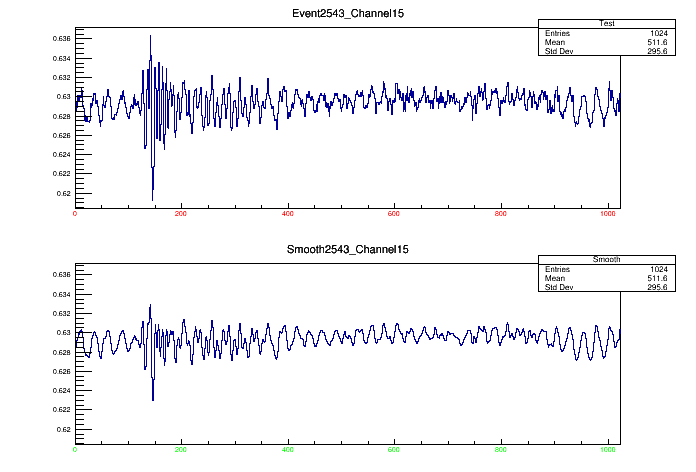 Event2543_Channel15
Test
Entries 1024
Mean 511.6
Std Dev 295.6
0.636
0.634
0.632
0.63
0.628
0.626
0.624
0.622
0.62
0 200 400 600 800 1000
Smooth2543_Channel15
Smooth
Entries 1024
Mean 511.6
Std Dev 295.6
0.636
0.634
0.632
0.63
0.628
0.626
0.624
0.622
0.62
0 200 400 600 800 1000